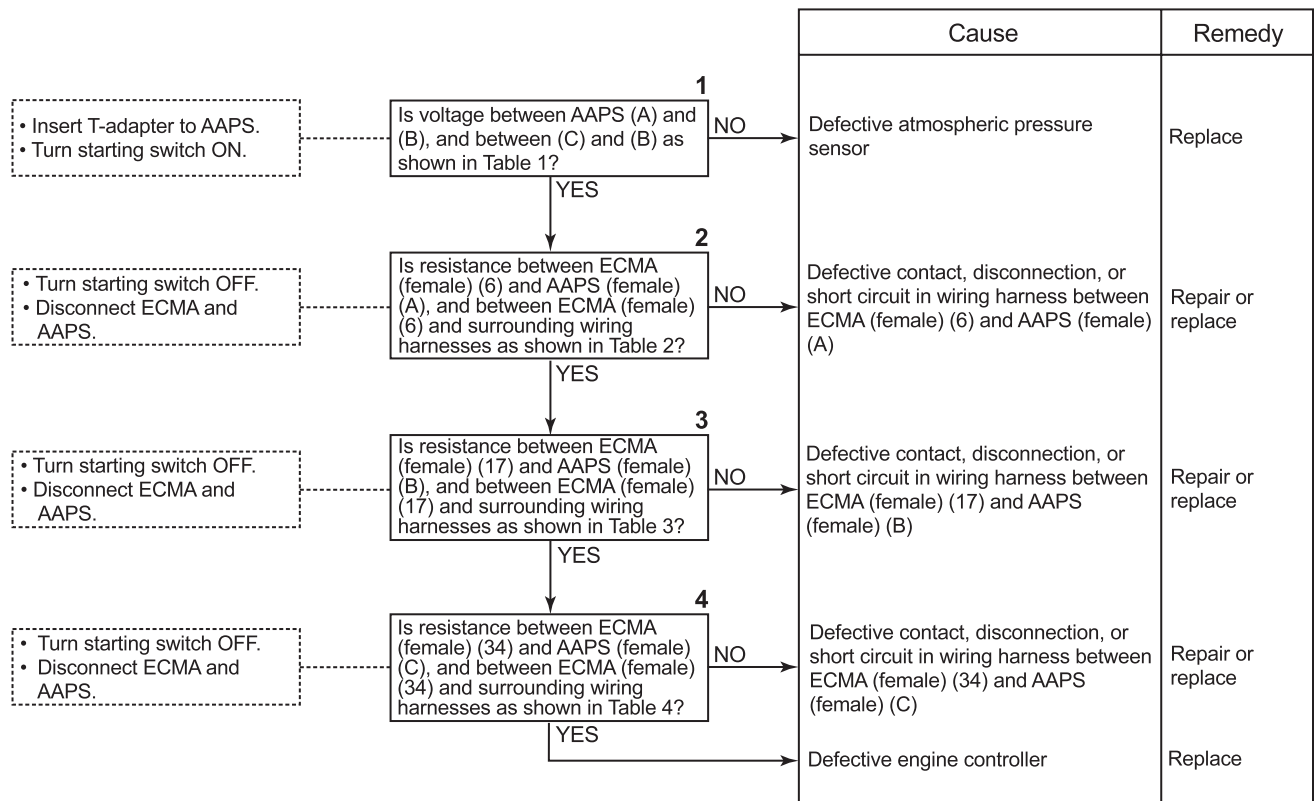 Cause
Remedy
1
• Insert T-adapter to AAPS.
• Turn starting switch ON.
Is voltage between AAPS (A) and
(B), and between (C) and (B) as
shown in Table 1?
NO
Defective atmospheric pressure
sensor
Replace
YES
2
• Turn starting switch OFF.
• Disconnect ECMA and
AAPS.
Is resistance between ECMA
(female) (6) and AAPS (female)
(A), and between ECMA (female)
(6) and surrounding wiring
harnesses as shown in Table 2?
NO
Defective contact, disconnection, or
short circuit in wiring harness between
ECMA (female) (6) and AAPS (female)
(A)
Repair or
replace
YES
3
• Turn starting switch OFF.
• Disconnect ECMA and
AAPS.
Is resistance between ECMA
(female) (17) and AAPS (female)
(B), and between ECMA (female)
(17) and surrounding wiring
harnesses as shown in Table 3?
NO
Defective contact, disconnection, or
short circuit in wiring harness between
ECMA (female) (17) and AAPS
(female) (B)
Repair or
replace
YES
4
• Turn starting switch OFF.
• Disconnect ECMA and
AAPS.
Is resistance between ECMA
(female) (34) and AAPS (female)
(C), and between ECMA (female)
(34) and surrounding wiring
harnesses as shown in Table 4?
NO
Defective contact, disconnection, or
short circuit in wiring harness between
ECMA (female) (34) and AAPS
(female) (C)
Repair or
replace
YES
Defective engine controller
Replace